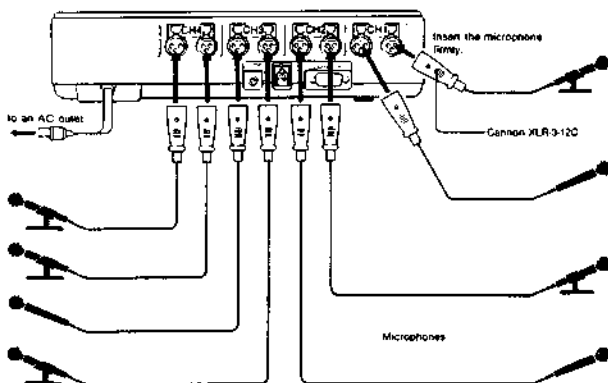 CH4 CH3 CH2 CH1
Insert the microphone
firmly.
to an AC outlet
Cannon XLR-3-12C
Microphones